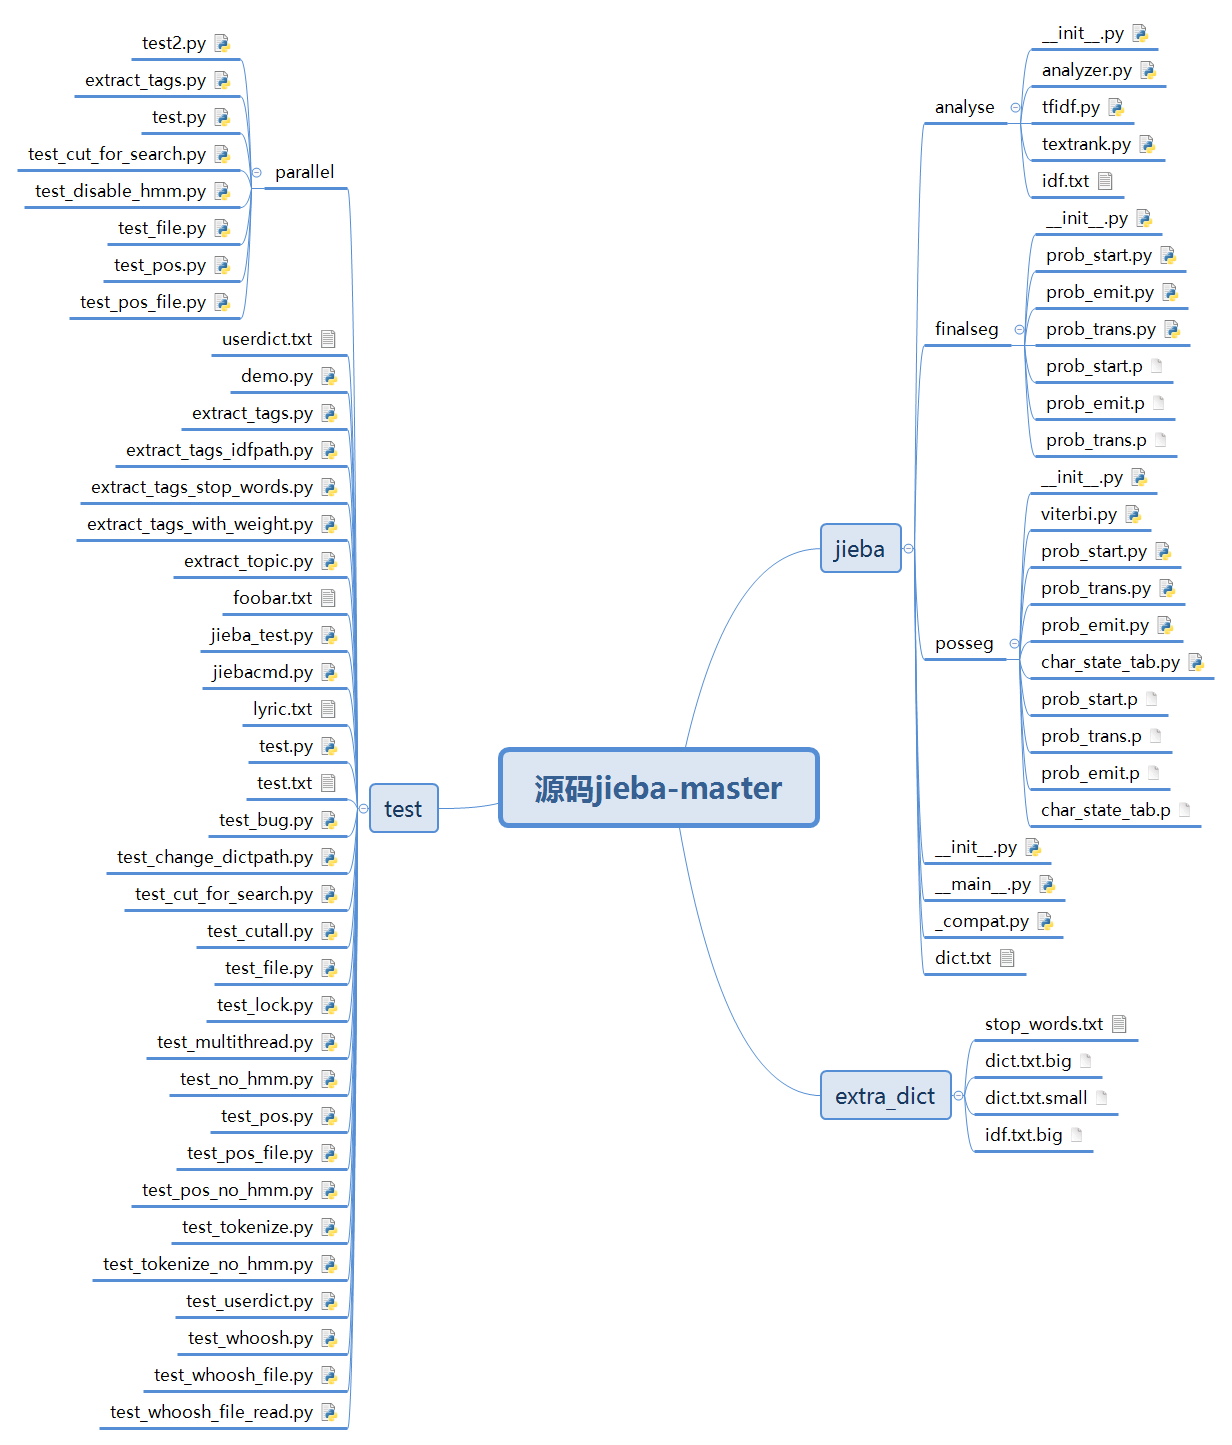 test2.py
extract_tags.py
test.py
test_cut_for_search.py
test_disable_hmm.py
test_file.py
test_pos.py
test_pos_file.py
parallel
userdict.txt
demo.py
extract_tags.py
extract_tags_idfpath.py
extract_tags_stop_words.py
extract_tags_with_weight.py
extract_topic.py
foobar.txt
jieba_test.py
jiebacmd.py
lyric.txt
test.py
test.txt
test_bug.py
test_change_dictpath.py
test_cut_for_search.py
test_cutall.py
test_file.py
test_lock.py
test_multithread.py
test_no_hmm.py
test_pos.py
test_pos_file.py
test_pos_no_hmm.py
test_tokenize.py
test_tokenize_no_hmm.py
test_userdict.py
test_whoosh.py
test_whoosh_file.py
test_whoosh_file_read.py
test
源码jieba-master
jieba
analyse
__init__.py
analyzer.py
tfidf.py
textrank.py
idf.txt
finalseg
__init__.py
prob_start.py
prob_emit.py
prob_trans.py
prob_start.p
prob_emit.p
prob_trans.p
posseg
__init__.py
viterbi.py
prob_start.py
prob_trans.py
prob_emit.py
char_state_tab.py
prob_start.p
prob_trans.p
prob_emit.p
char_state_tab.p
__init__.py
__main__.py
_compat.py
dict.txt
extra_dict
stop_words.txt
dict.txt.big
dict.txt.small
idf.txt.big